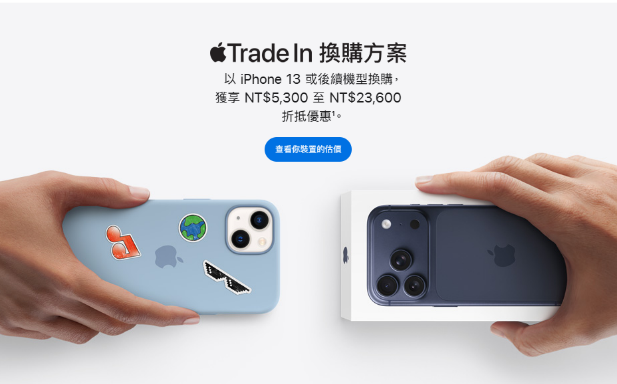 Trade In 換購方案
以 iPhone 13 或後續機型換購，
獲享 NT$5,300 至 NT$23,600
折抵優惠¹。
查看你裝置的估價